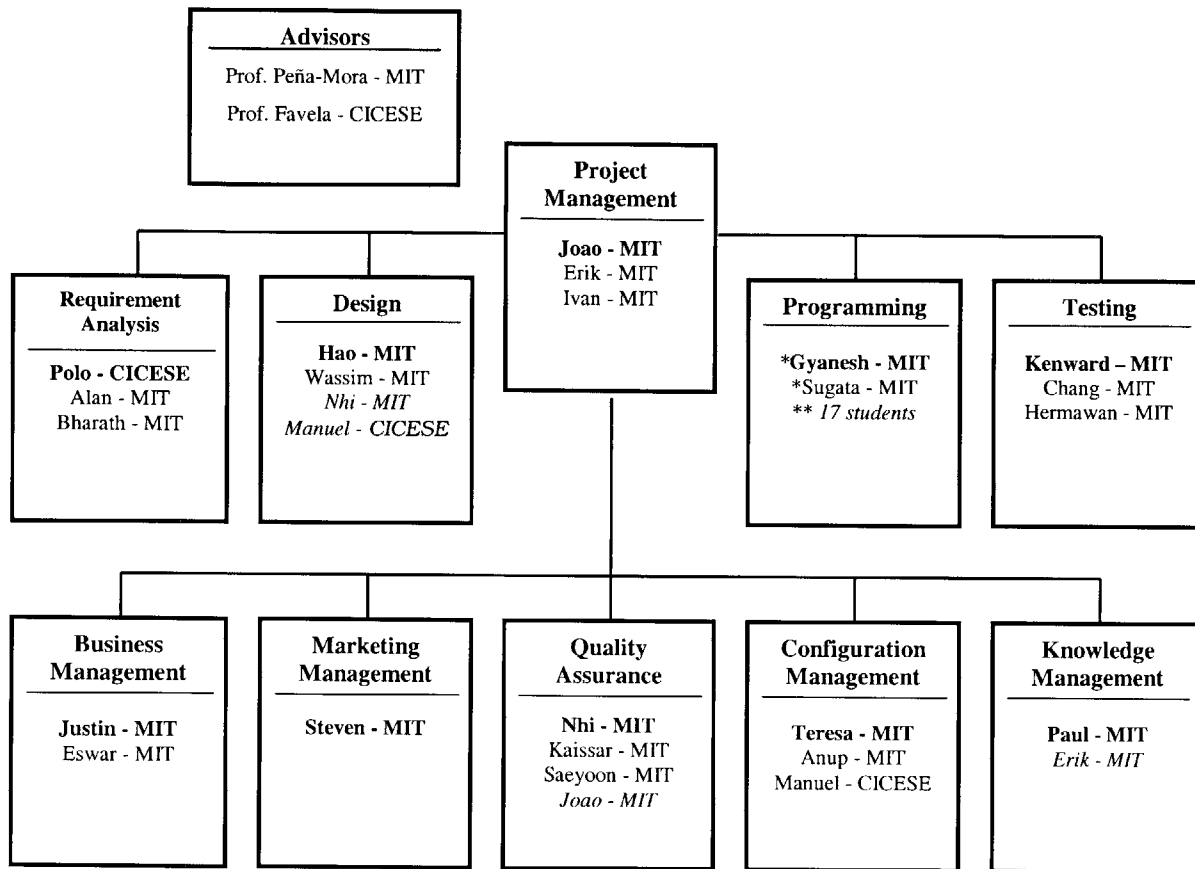 Advisors
Prof. Peña-Mora - MIT
Prof. Favela - CICESE
Project
Management
Joao - MIT
Erik - MIT
Ivan - MIT
Requirement
Analysis
Polo - CICESE
Alan - MIT
Bharath - MIT
Design
Hao - MIT
Wassim - MIT
Nhi - MIT
Manuel - CICESE
Programming
*Gyanesh - MIT
*Sugata - MIT
** 17 students
Testing
Kenward – MIT
Chang - MIT
Hermawan - MIT
Business
Management
Justin - MIT
Eswar - MIT
Marketing
Management
Steven - MIT
Quality
Assurance
Nhi - MIT
Kaissar - MIT
Saeyoon - MIT
Joao - MIT
Configuration
Management
Teresa - MIT
Anup - MIT
Manuel - CICESE
Knowledge
Management
Paul - MIT
Erik - MIT